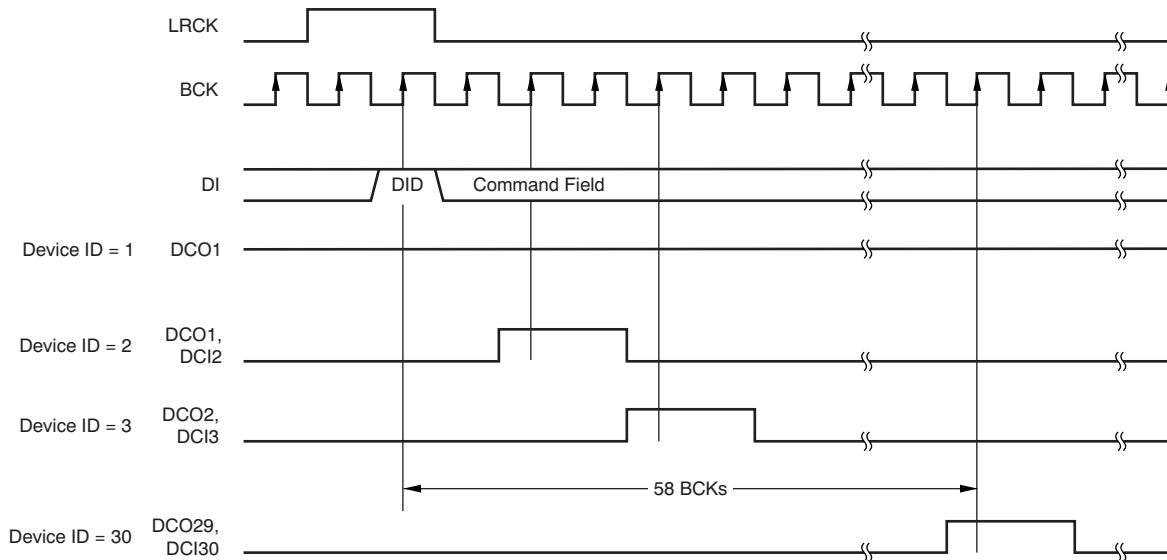 LRCK
BCK
DI
DID
Command Field
Device ID = 1
DCO1
Device ID = 2
DCO1,
DCI2
Device ID = 3
DCO2,
DCI3
58 BCKs
Device ID = 30
DCO29,
DCI30